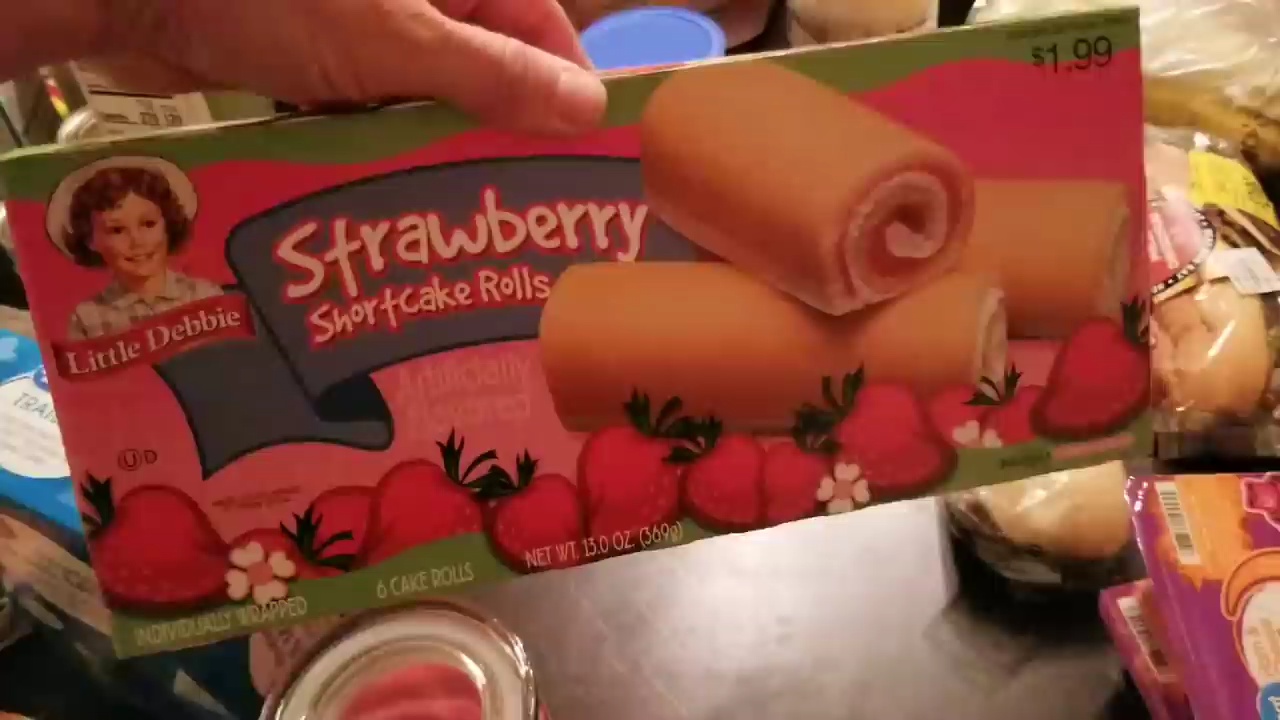 $1.99
Strawberry
Shortcake Rolls
Little Debbie
Artificially
Flavored
U D
NET WT. 13.0 OZ. (369g)
6 CAKE ROLLS
INDIVIDUALLY WRAPPED
TRAI